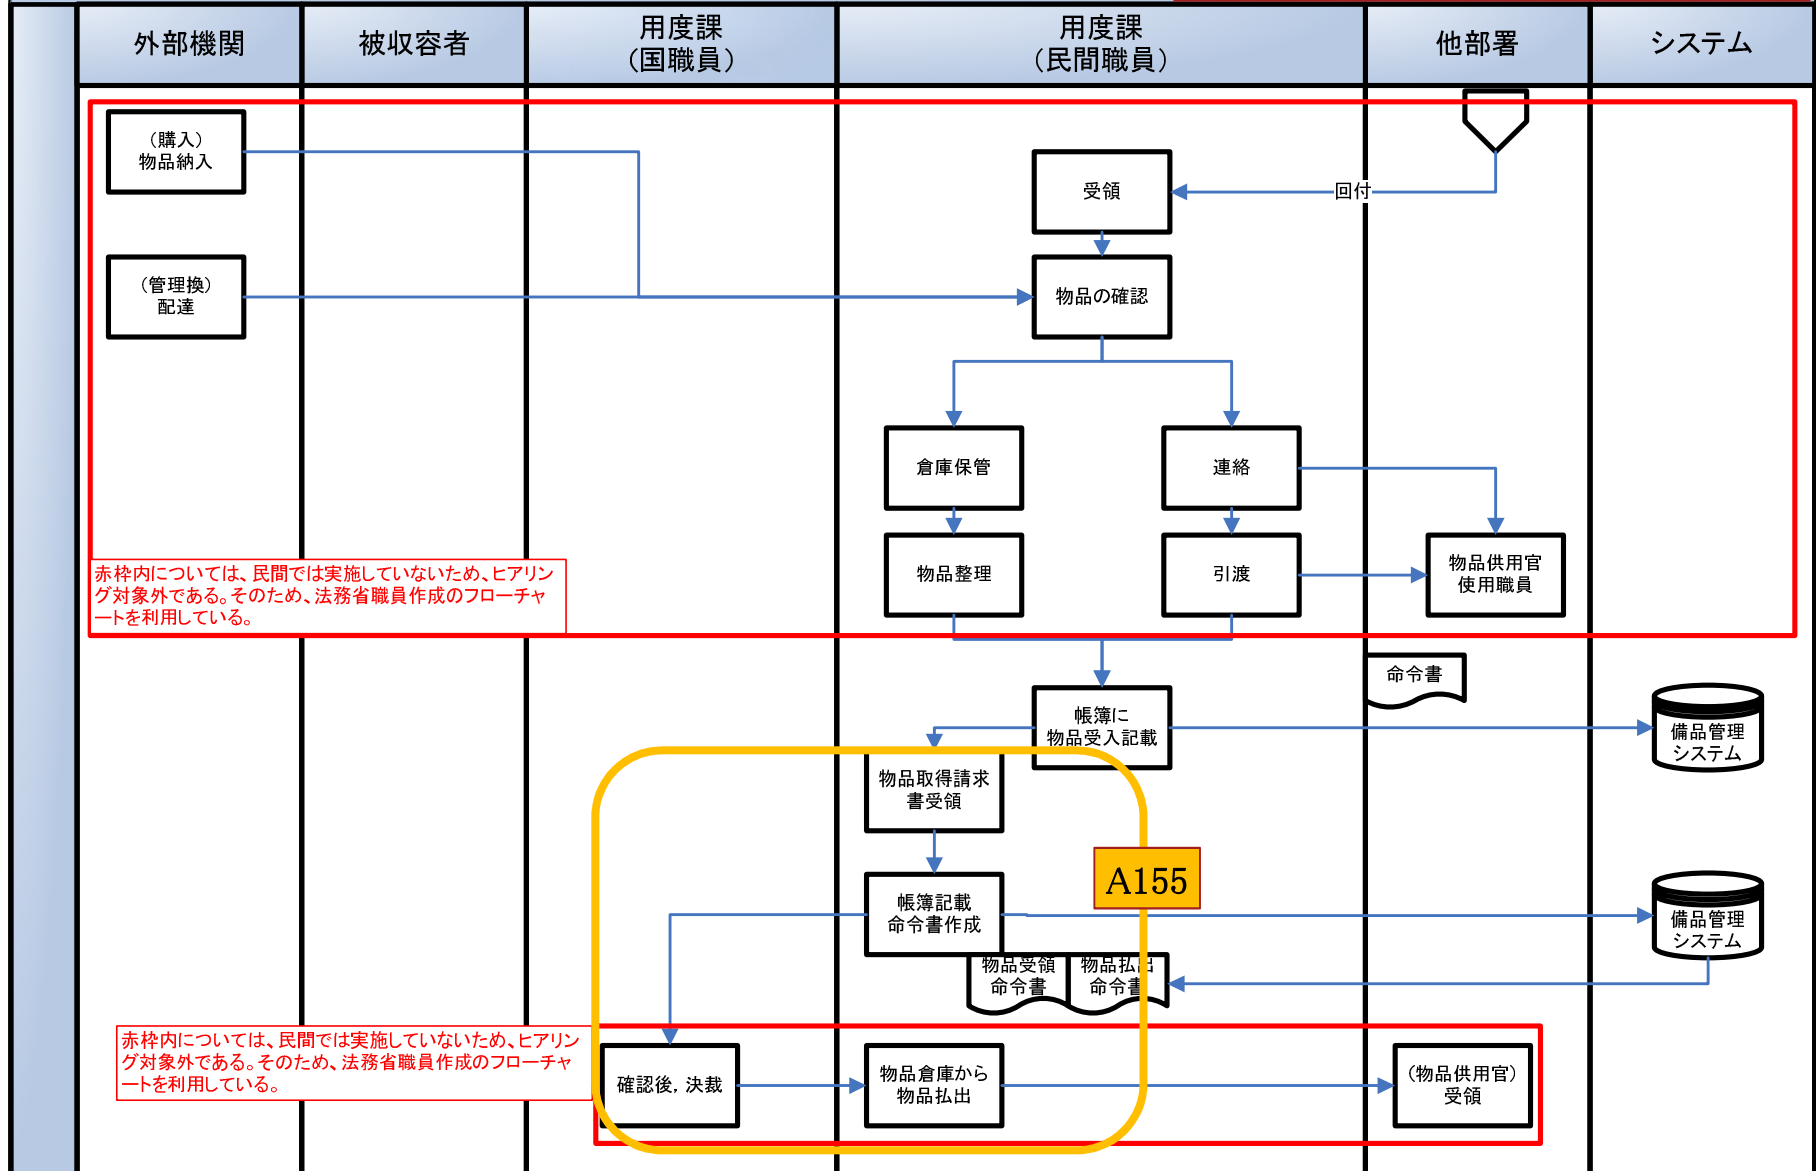 外部機関
被収容者
用度課
（国職員）
用度課
（民間職員）
他部署
システム
（購入）
物品納入
受領
回付
（管理換）
配達
物品の確認
倉庫保管
連絡
物品整理
引渡
物品供用官
使用職員
赤枠内については、民間では実施していないため、ヒアリン
グ対象外である。そのため、法務省職員作成のフローチャ
ートを利用している。
命令書
帳簿に
物品受入記載
備品管理
システム
物品取得請求
書受領
A155
帳簿記載
命令書作成
備品管理
システム
物品受領
命令書
物品払出
命令書
赤枠内については、民間では実施していないため、ヒアリン
グ対象外である。そのため、法務省職員作成のフローチャ
ートを利用している。
確認後，決裁
物品倉庫から
物品払出
（物品供用官）
受領